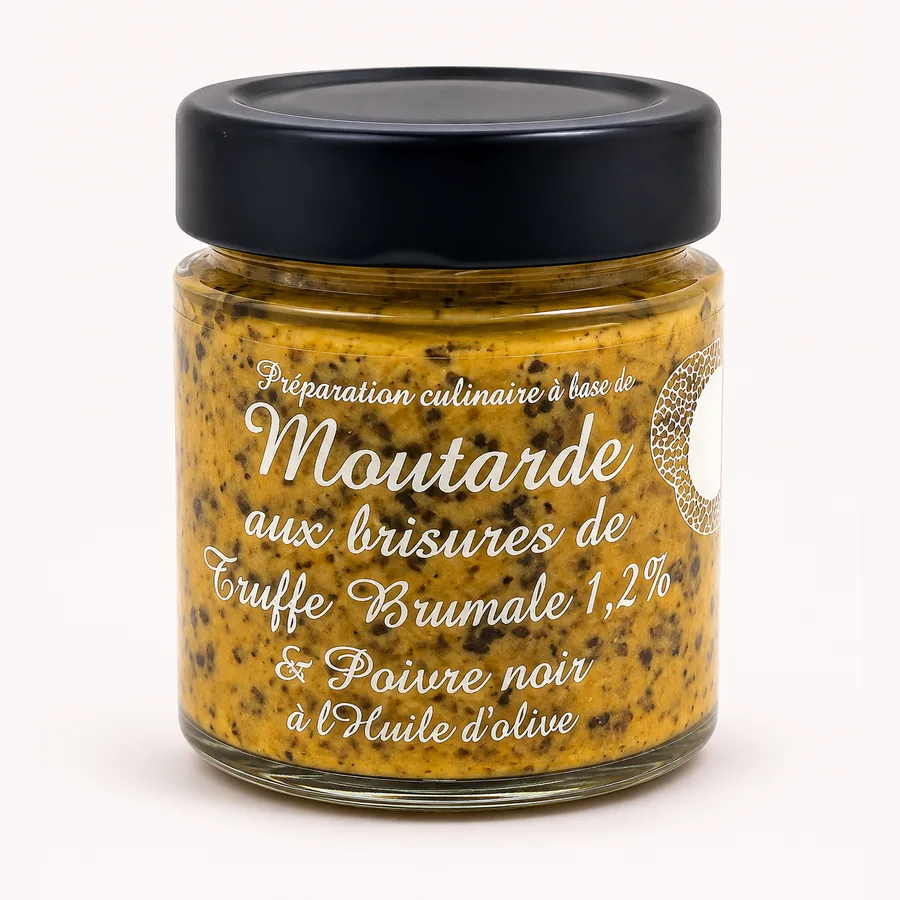 Préparation culinaire à base de
Moutarde
aux brisures de
Truffe Brumale 1,2%
& Poivre noir
à l'Huile d'olive